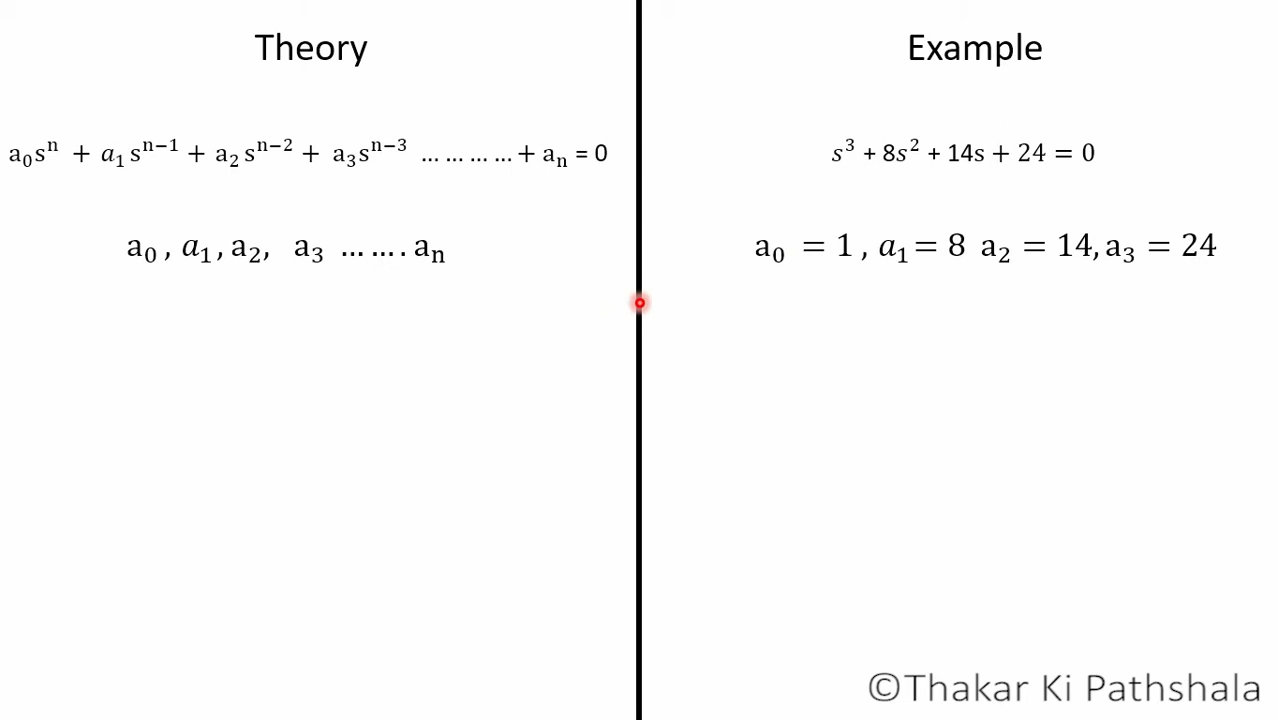 Theory
a₀sⁿ + a₁sⁿ⁻¹ + a₂sⁿ⁻² + a₃sⁿ⁻³ ………… + aₙ = 0
a₀ , a₁ , a₂, a₃ ……. aₙ
Example
s³ + 8s² + 14s + 24 = 0
a₀ = 1 , a₁ = 8 a₂ = 14, a₃ = 24
©Thakar Ki Pathshala